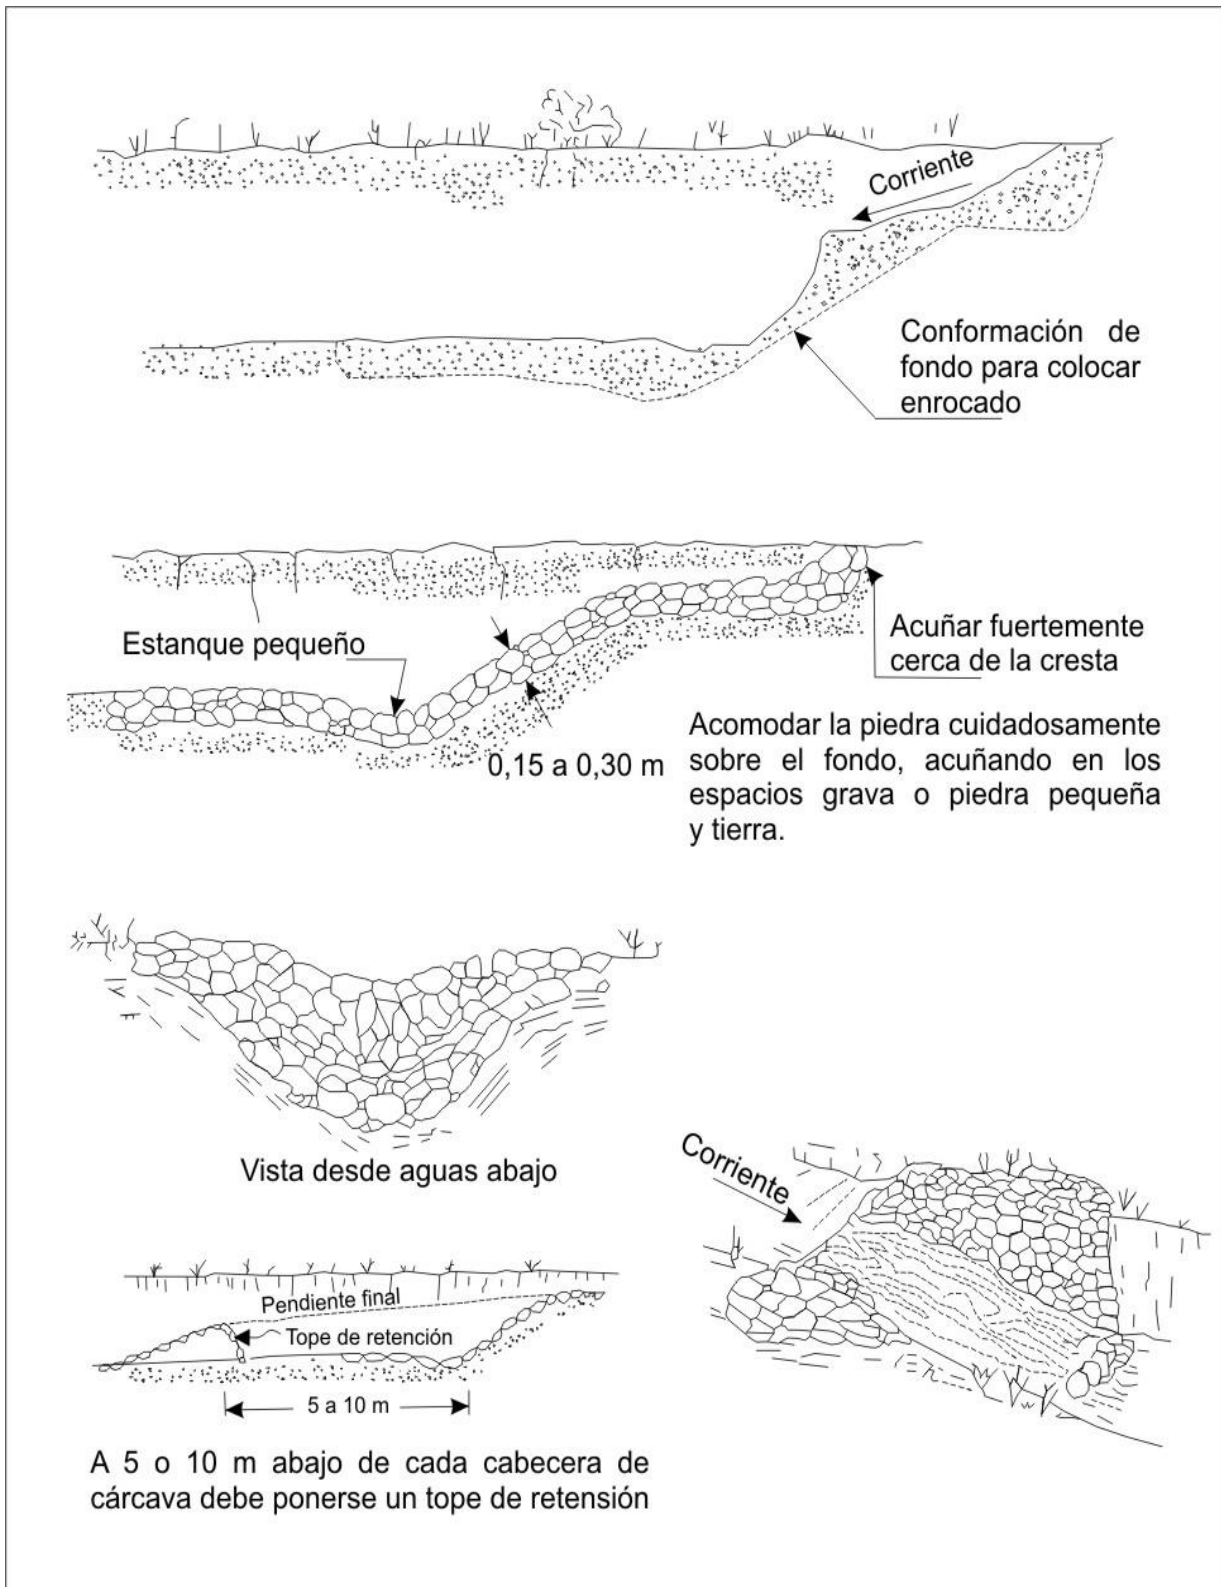 Corriente
Conformación de
fondo para colocar
enrocado
Estanque pequeño
Acuñar fuertemente
cerca de la cresta
0,15 a 0,30 m
Acomodar la piedra cuidadosamente
sobre el fondo, acuñando en los
espacios grava o piedra pequeña
y tierra.
Vista desde aguas abajo
Corriente
Pendiente final
Tope de retención
5 a 10 m
A 5 o 10 m abajo de cada cabecera de
cárcava debe ponerse un tope de retensión